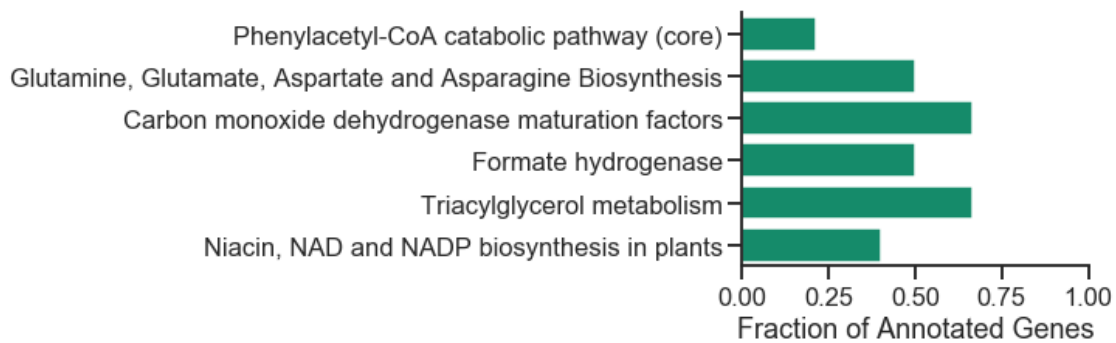 Phenylacetyl-CoA catabolic pathway (core)
Glutamine, Glutamate, Aspartate and Asparagine Biosynthesis
Carbon monoxide dehydrogenase maturation factors
Formate hydrogenase
Triacylglycerol metabolism
Niacin, NAD and NADP biosynthesis in plants
0.00 0.25 0.50 0.75 1.00
Fraction of Annotated Genes